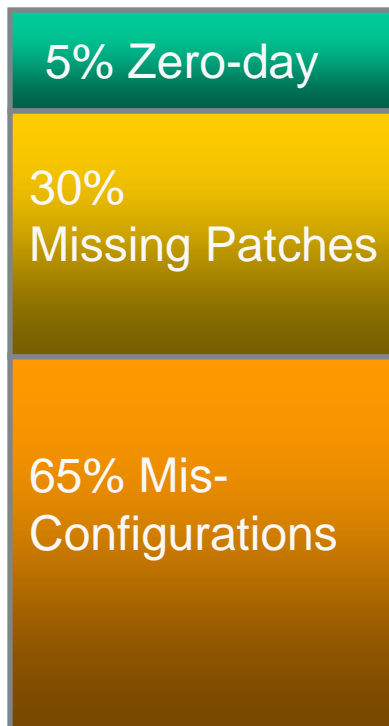 5% Zero-day
30%
Missing Patches
65% Mis-
Configurations